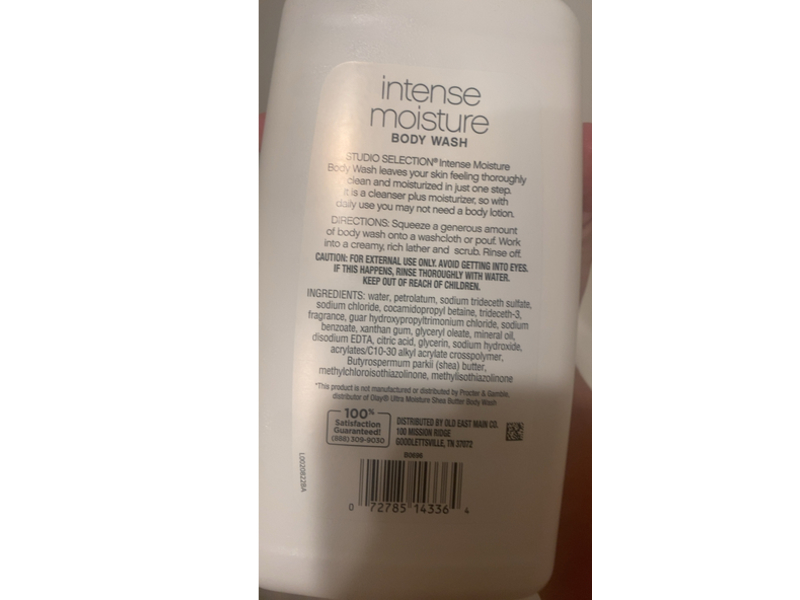 intense
moisture
BODY WASH
STUDIO SELECTION® Intense Moisture
Body Wash leaves your skin feeling thoroughly
clean and moisturized in just one step.
It is a cleanser plus moisturizer, so with
daily use you may not need a body lotion.
DIRECTIONS: Squeeze a generous amount
of body wash onto a washcloth or pouf. Work
into a creamy, rich lather and scrub. Rinse off.
CAUTION: FOR EXTERNAL USE ONLY. AVOID GETTING INTO EYES.
IF THIS HAPPENS, RINSE THOROUGHLY WITH WATER.
KEEP OUT OF REACH OF CHILDREN.
INGREDIENTS: water, petrolatum, sodium trideceth sulfate,
sodium chloride, cocamidopropyl betaine, trideceth-3,
fragrance, guar hydroxypropyltrimonium chloride, sodium
benzoate, xanthan gum, glyceryl oleate, mineral oil,
disodium EDTA, citric acid, glycerin, sodium hydroxide,
acrylates/C10-30 alkyl acrylate crosspolymer,
Butyrospermum parkii (shea) butter,
methylchloroisothiazolinone, methylisothiazolinone
*This product is not manufactured or distributed by Procter & Gamble,
distributor of Olay® Ultra Moisture Shea Butter Body Wash
100%
Satisfaction
Guaranteed!
(888) 309-9030
DISTRIBUTED BY OLD EAST MAIN CO.
100 MISSION RIDGE
GOODLETTSVILLE, TN 37072
0 72785 14336 4